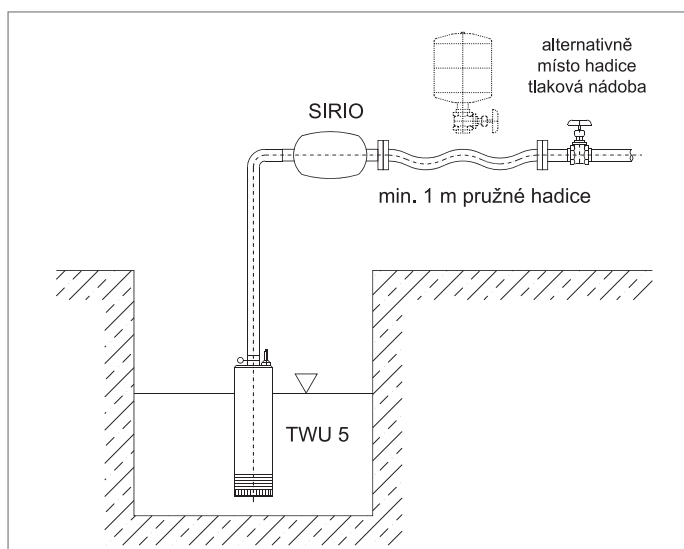 alternativně
místo hadice
tlaková nádoba
SIRIO
min. 1 m pružné hadice
TWU 5